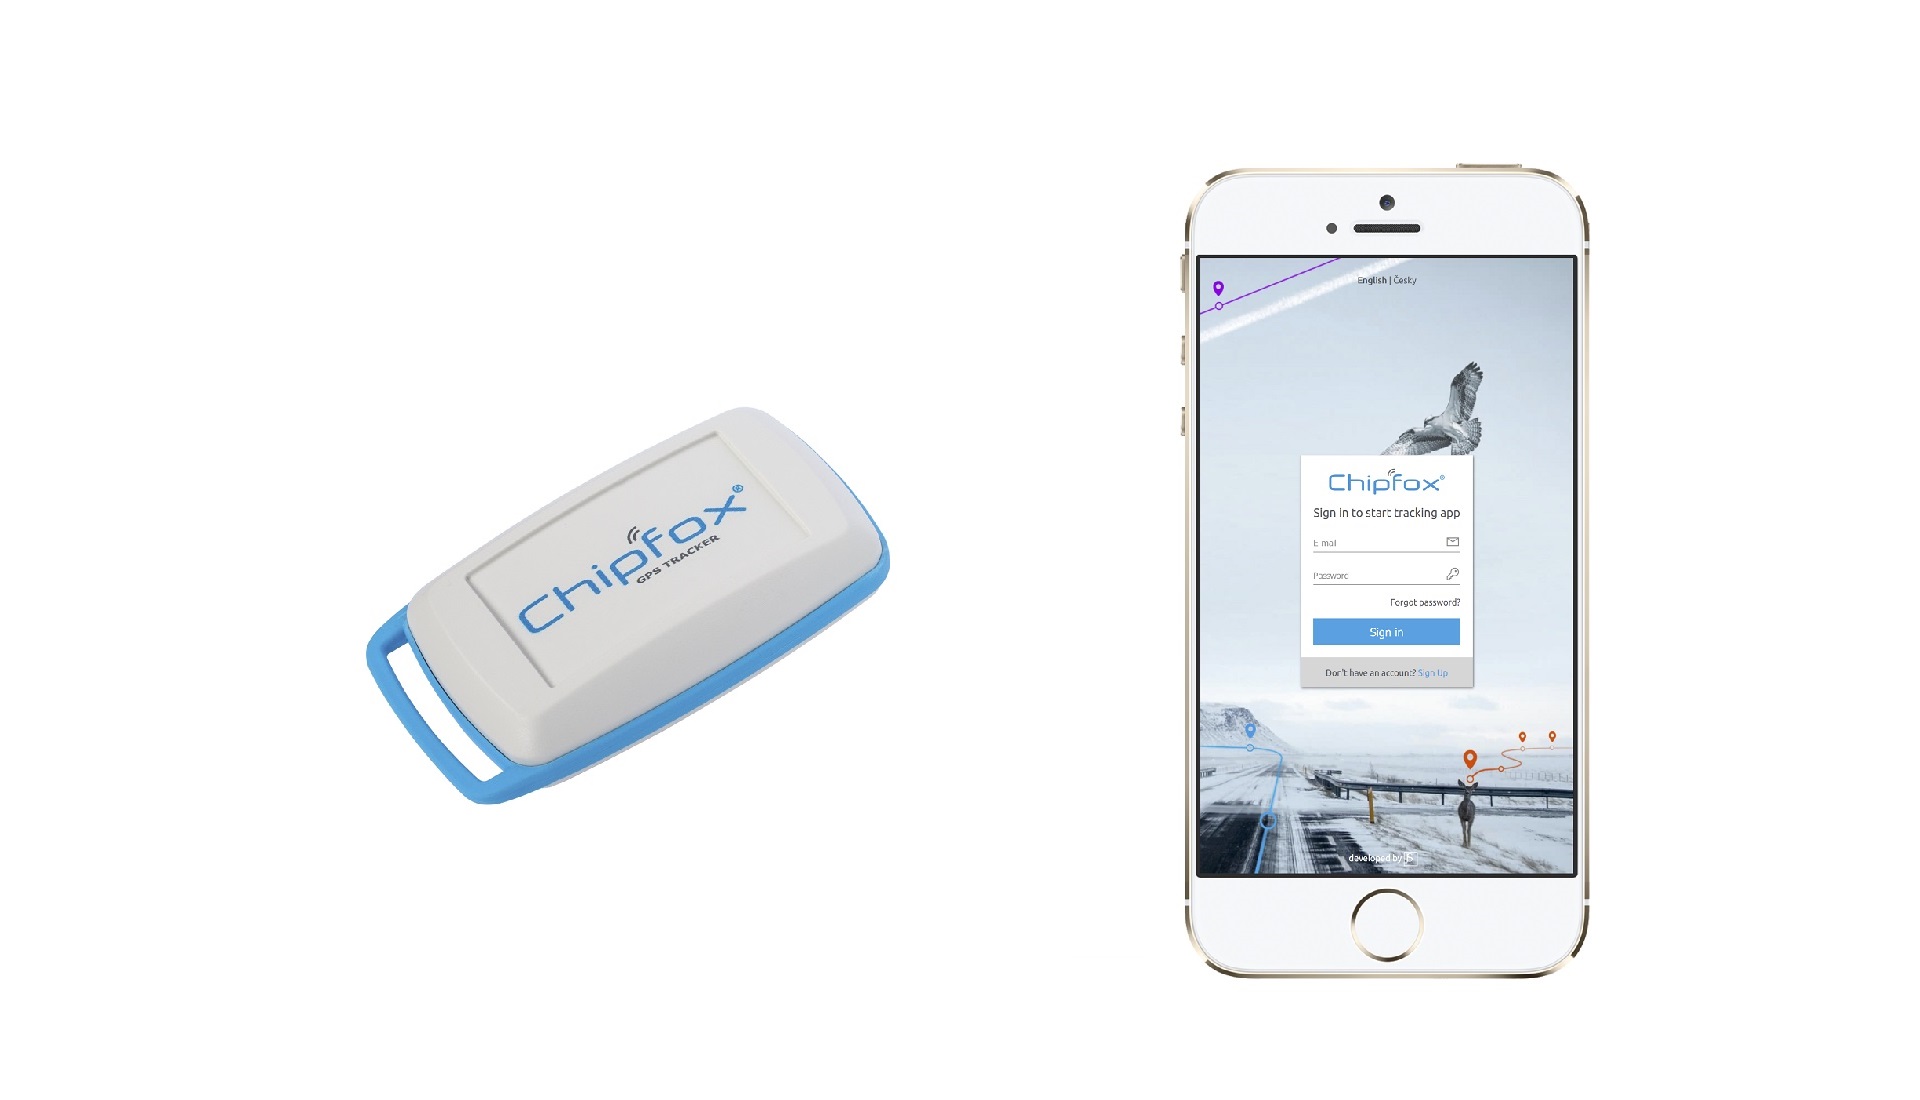 Chipfox®
GPS TRACKER
English | Česky
Chipfox®
Sign in to start tracking app
E-mail
Password
Forgot password?
Sign in
Don't have an account? Sign Up
developed by